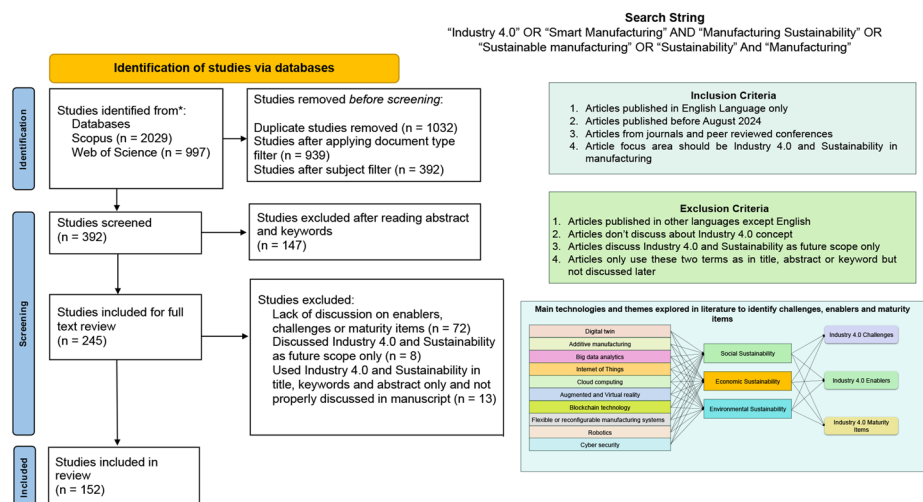 Search String
“Industry 4.0” OR “Smart Manufacturing” AND “Manufacturing Sustainability” OR
“Sustainable manufacturing” OR “Sustainability” And “Manufacturing”
Identification of studies via databases
Identification
Studies identified from*:
Databases
Scopus (n = 2029)
Web of Science (n = 997)
Studies removed before screening:
Duplicate studies removed (n = 1032)
Studies after applying document type
filter (n = 939)
Studies after subject filter (n = 392)
Screening
Studies screened
(n = 392)
Studies excluded after reading abstract
and keywords
(n = 147)
Studies included for full
text review
(n = 245)
Studies excluded:
Lack of discussion on enablers,
challenges or maturity items (n = 72)
Discussed Industry 4.0 and Sustainability
as future scope only (n = 8)
Used Industry 4.0 and Sustainability in
title, keywords and abstract only and not
properly discussed in manuscript (n = 13)
Included
Studies included in
review
(n = 152)
Inclusion Criteria
1. Articles published in English Language only
2. Articles published before August 2024
3. Articles from journals and peer reviewed conferences
4. Article focus area should be Industry 4.0 and Sustainability in
manufacturing
Exclusion Criteria
1. Articles published in other languages except English
2. Articles don’t discuss about Industry 4.0 concept
3. Articles discuss Industry 4.0 and Sustainability as future scope only
4. Articles only use these two terms as in title, abstract or keyword but
not discussed later
Main technologies and themes explored in literature to identify challenges, enablers and maturity
items
Digital twin
Additive manufacturing
Big data analytics
Internet of Things
Cloud computing
Augmented and Virtual reality
Blockchain technology
Flexible or reconfigurable manufacturing systems
Robotics
Cyber security
Social Sustainability
Economic Sustainability
Environmental Sustainability
Industry 4.0 Challenges
Industry 4.0 Enablers
Industry 4.0 Maturity
Items